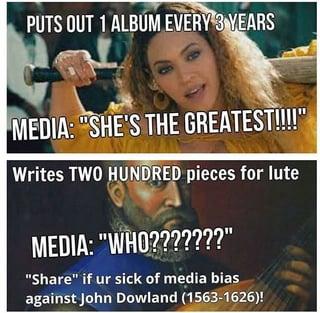 PUTS OUT 1 ALBUM EVERY 3 YEARS
MEDIA: "SHE'S THE GREATEST!!!!"
Writes TWO HUNDRED pieces for lute
MEDIA: "WHO???????"
"Share" if ur sick of media bias
against John Dowland (1563-1626)!